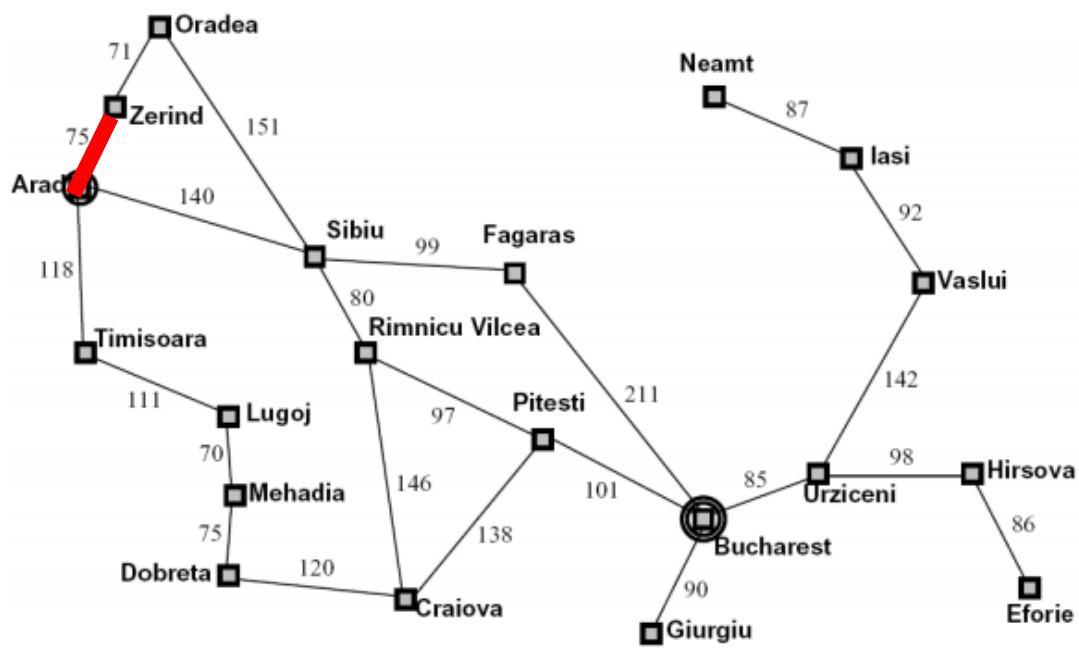 Oradea
71
Neamt
87
Zerind
75
151
Iasi
Arad
140
92
Sibiu
99
Fagaras
118
80
Vaslui
Timisoara
Rimnicu Vilcea
142
111
97
Pitesti
211
Lugoj
70
98
Hirsova
85
Urziceni
146
101
Mehadia
75
138
86
Bucharest
Dobreta
120
90
Craiova
Eforie
Giurgiu